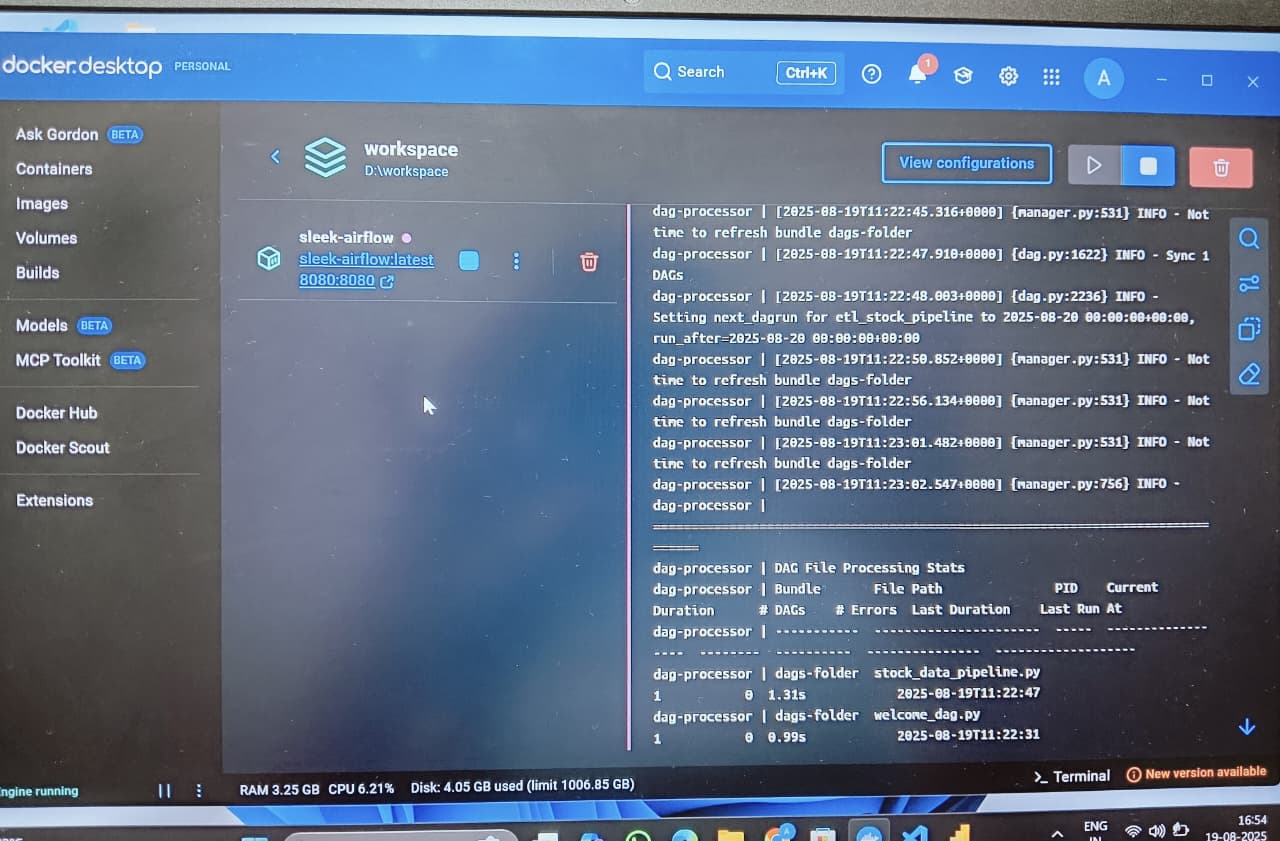 docker.desktop PERSONAL
Search Ctrl+K
1
A
Ask Gordon BETA
Containers
Images
Volumes
Builds
Models BETA
MCP Toolkit BETA
Docker Hub
Docker Scout
Extensions
workspace
D:\workspace
View configurations
sleek-airflow
sleek-airflow:latest
8080:8080
dag-processor | [2025-08-19T11:22:45.316+0000] {manager.py:531} INFO - Not
time to refresh bundle dags-folder
dag-processor | [2025-08-19T11:22:47.910+0000] {dag.py:1622} INFO - Sync 1
DAGs
dag-processor | [2025-08-19T11:22:48.003+0000] {dag.py:2236} INFO -
Setting next_dagrun for etl_stock_pipeline to 2025-08-20 00:00:00+00:00,
run_after=2025-08-20 00:00:00+00:00
dag-processor | [2025-08-19T11:22:50.852+0000] {manager.py:531} INFO - Not
time to refresh bundle dags-folder
dag-processor | [2025-08-19T11:22:56.134+0000] {manager.py:531} INFO - Not
time to refresh bundle dags-folder
dag-processor | [2025-08-19T11:23:01.482+0000] {manager.py:531} INFO - Not
time to refresh bundle dags-folder
dag-processor | [2025-08-19T11:23:02.547+0000] {manager.py:756} INFO -
dag-processor |
dag-processor | DAG File Processing Stats
dag-processor | Bundle File Path PID Current
Duration # DAGs # Errors Last Duration Last Run At
dag-processor | ----------- ---------------------- ----- --------------
---- -------- ---------- --------------- -------------------
dag-processor | dags-folder stock_data_pipeline.py
1 0 1.31s 2025-08-19T11:22:47
dag-processor | dags-folder welcome_dag.py
1 0 0.99s 2025-08-19T11:22:31
ngine running
RAM 3.25 GB CPU 6.21% Disk: 4.05 GB used (limit 1006.85 GB)
>_ Terminal
New version available
ENG
IN
16:54
19-08-2025